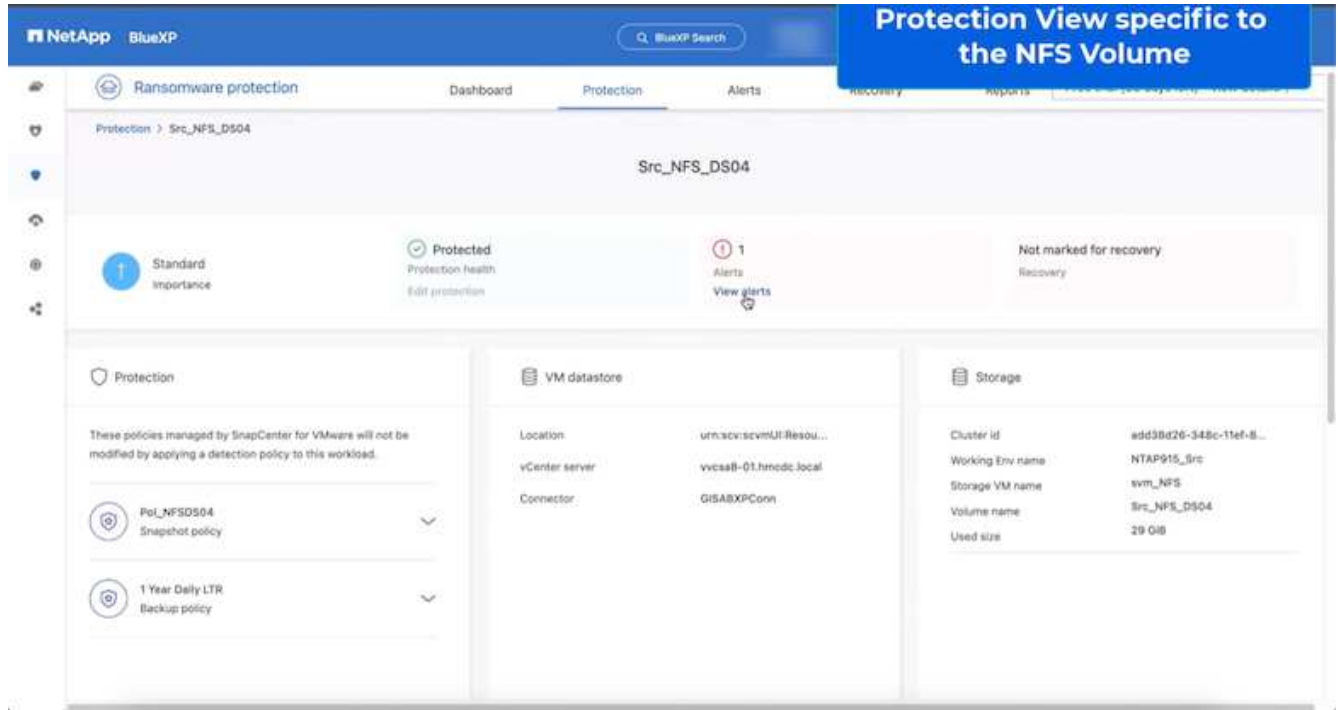 NetApp BlueXP
BlueXP Search
Protection View specific to
the NFS Volume
Ransomware protection
Dashboard
Protection
Alerts
Recovery
Reports
Protection > Src_NFS_DS04
Src_NFS_DS04
Standard
Importance
Protected
Protection health
Edit protection
1
Alerts
View alerts
Not marked for recovery
Recovery
Protection
These policies managed by SnapCenter for VMware will not be
modified by applying a detection policy to this workload.
Pol_NFSDS04
Snapshot policy
1 Year Daily LTR
Backup policy
VM datastore
Location urn:scv:scvmUI:Resou...
vCenter server vvcsa8-01.hmcdc.local
Connector GISABXPConn
Storage
Cluster id add38d26-348c-11ef-8...
Working Env name NTAP915_Src
Storage VM name svm_NFS
Volume name Src_NFS_DS04
Used size 29 GiB